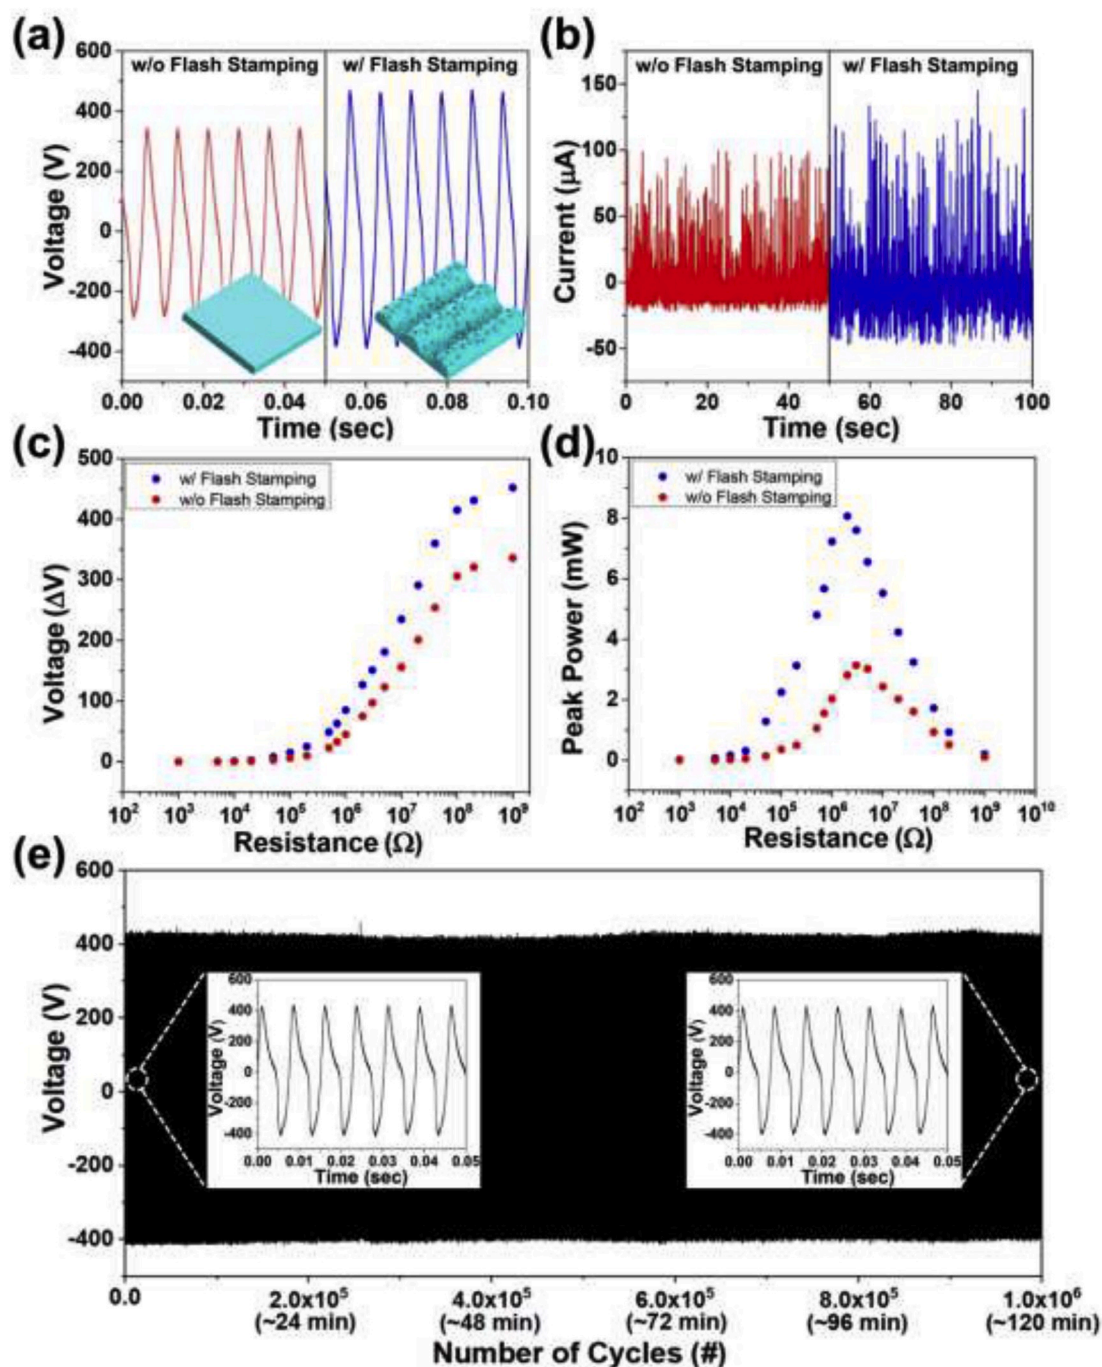 (a)
600
400
200
0
-200
-400
Voltage (V)
w/o Flash Stamping
w/ Flash Stamping
0.00 0.02 0.04 0.06 0.08 0.10
Time (sec)
(b)
150
100
50
0
-50
Current (μA)
w/o Flash Stamping
w/ Flash Stamping
0 20 40 60 80 100
Time (sec)
(c)
500
400
300
200
100
0
Voltage (ΔV)
w/ Flash Stamping
w/o Flash Stamping
10² 10³ 10⁴ 10⁵ 10⁶ 10⁷ 10⁸ 10⁹
Resistance (Ω)
(d)
10
8
6
4
2
0
Peak Power (mW)
w/ Flash Stamping
w/o Flash Stamping
10² 10³ 10⁴ 10⁵ 10⁶ 10⁷ 10⁸ 10⁹ 10¹⁰
Resistance (Ω)
(e)
600
400
200
0
-200
-400
Voltage (V)
600
400
200
0
-200
-400
Voltage (V)
0.00 0.01 0.02 0.03 0.04 0.05
Time (sec)
600
400
200
0
-200
-400
Voltage (V)
0.00 0.01 0.02 0.03 0.04 0.05
Time (sec)
0.0 2.0x10⁵ 4.0x10⁵ 6.0x10⁵ 8.0x10⁵ 1.0x10⁶
(~24 min) (~48 min) (~72 min) (~96 min) (~120 min)
Number of Cycles (#)